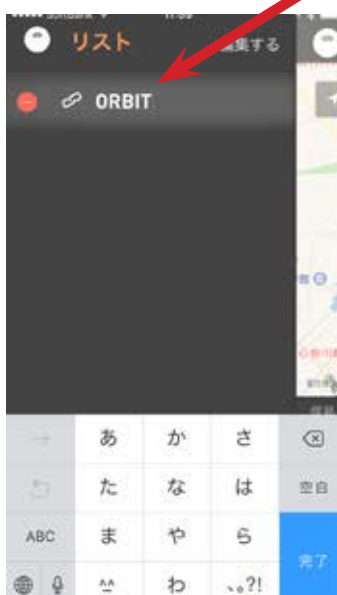 リスト 編集する
ORBIT
あ か さ
た な は 空白
ABC ま や ら
完了
^^ わ 、。?!